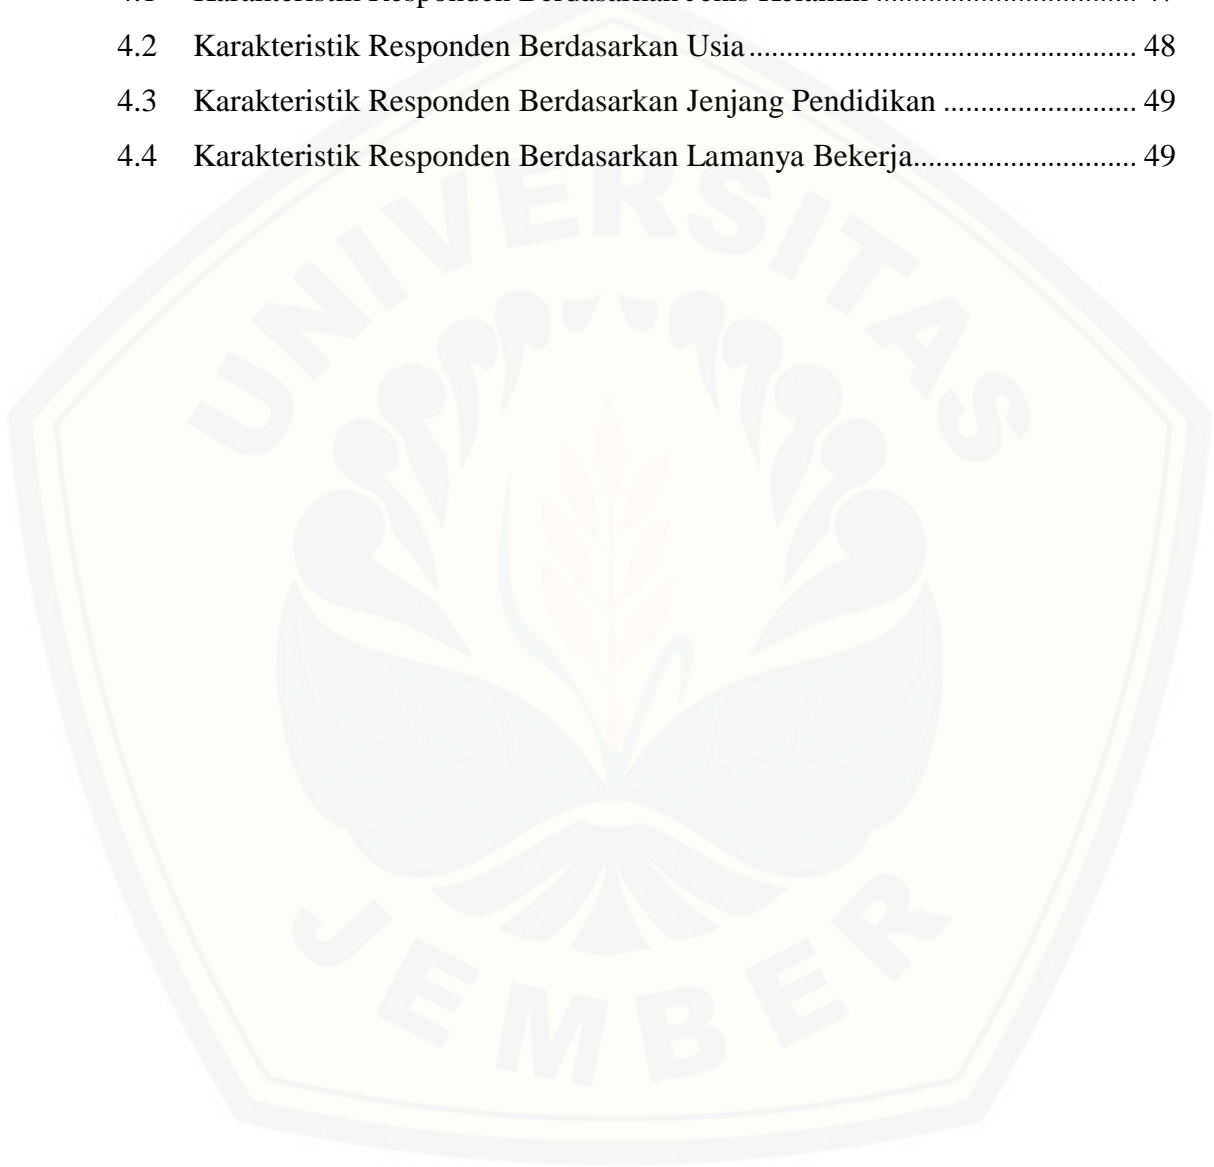 4.2 Karakteristik Responden Berdasarkan Usia .................................................... 48
4.3 Karakteristik Responden Berdasarkan Jenjang Pendidikan .......................... 49
4.4 Karakteristik Responden Berdasarkan Lamanya Bekerja.............................. 49
UNIVERSITAS
JEMBER